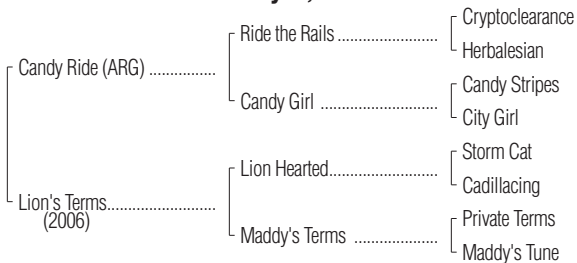 Cryptoclearance
Ride the Rails ........................
Herbalesian
Candy Ride (ARG) ................
Candy Stripes
Candy Girl ............................
City Girl
Storm Cat
Lion Hearted..........................
Cadillacing
Lion's Terms..........................
(2006)
Private Terms
Maddy's Terms ....................
Maddy's Tune